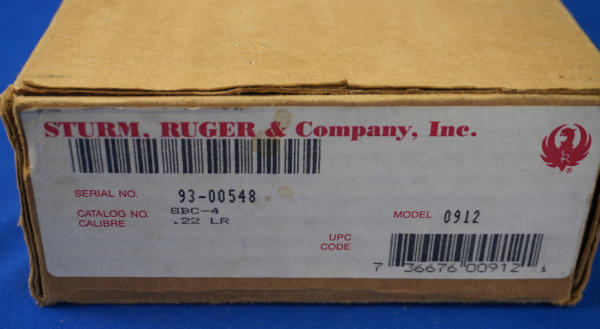 STURM, RUGER & Company, Inc.
SERIAL NO. 93-00548
CATALOG NO. SBC-4
MODEL 0912
CALIBRE .22 LR
UPC CODE
7 36676 00912 1
R
®